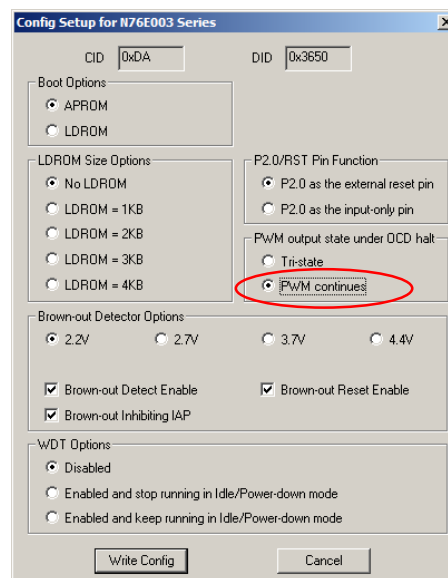 Config Setup for N76E003 Series
CID 0xDA DID 0x3650
Boot Options
APROM
LDROM
LDROM Size Options
No LDROM
LDROM = 1KB
LDROM = 2KB
LDROM = 3KB
LDROM = 4KB
P2.0/RST Pin Function
P2.0 as the external reset pin
P2.0 as the input-only pin
PWM output state under OCD halt
Tri-state
PWM continues
Brown-out Detector Options
2.2V 2.7V 3.7V 4.4V
Brown-out Detect Enable Brown-out Reset Enable
Brown-out Inhibiting IAP
WDT Options
Disabled
Enabled and stop running in Idle/Power-down mode
Enabled and keep running in Idle/Power-down mode
Write Config Cancel